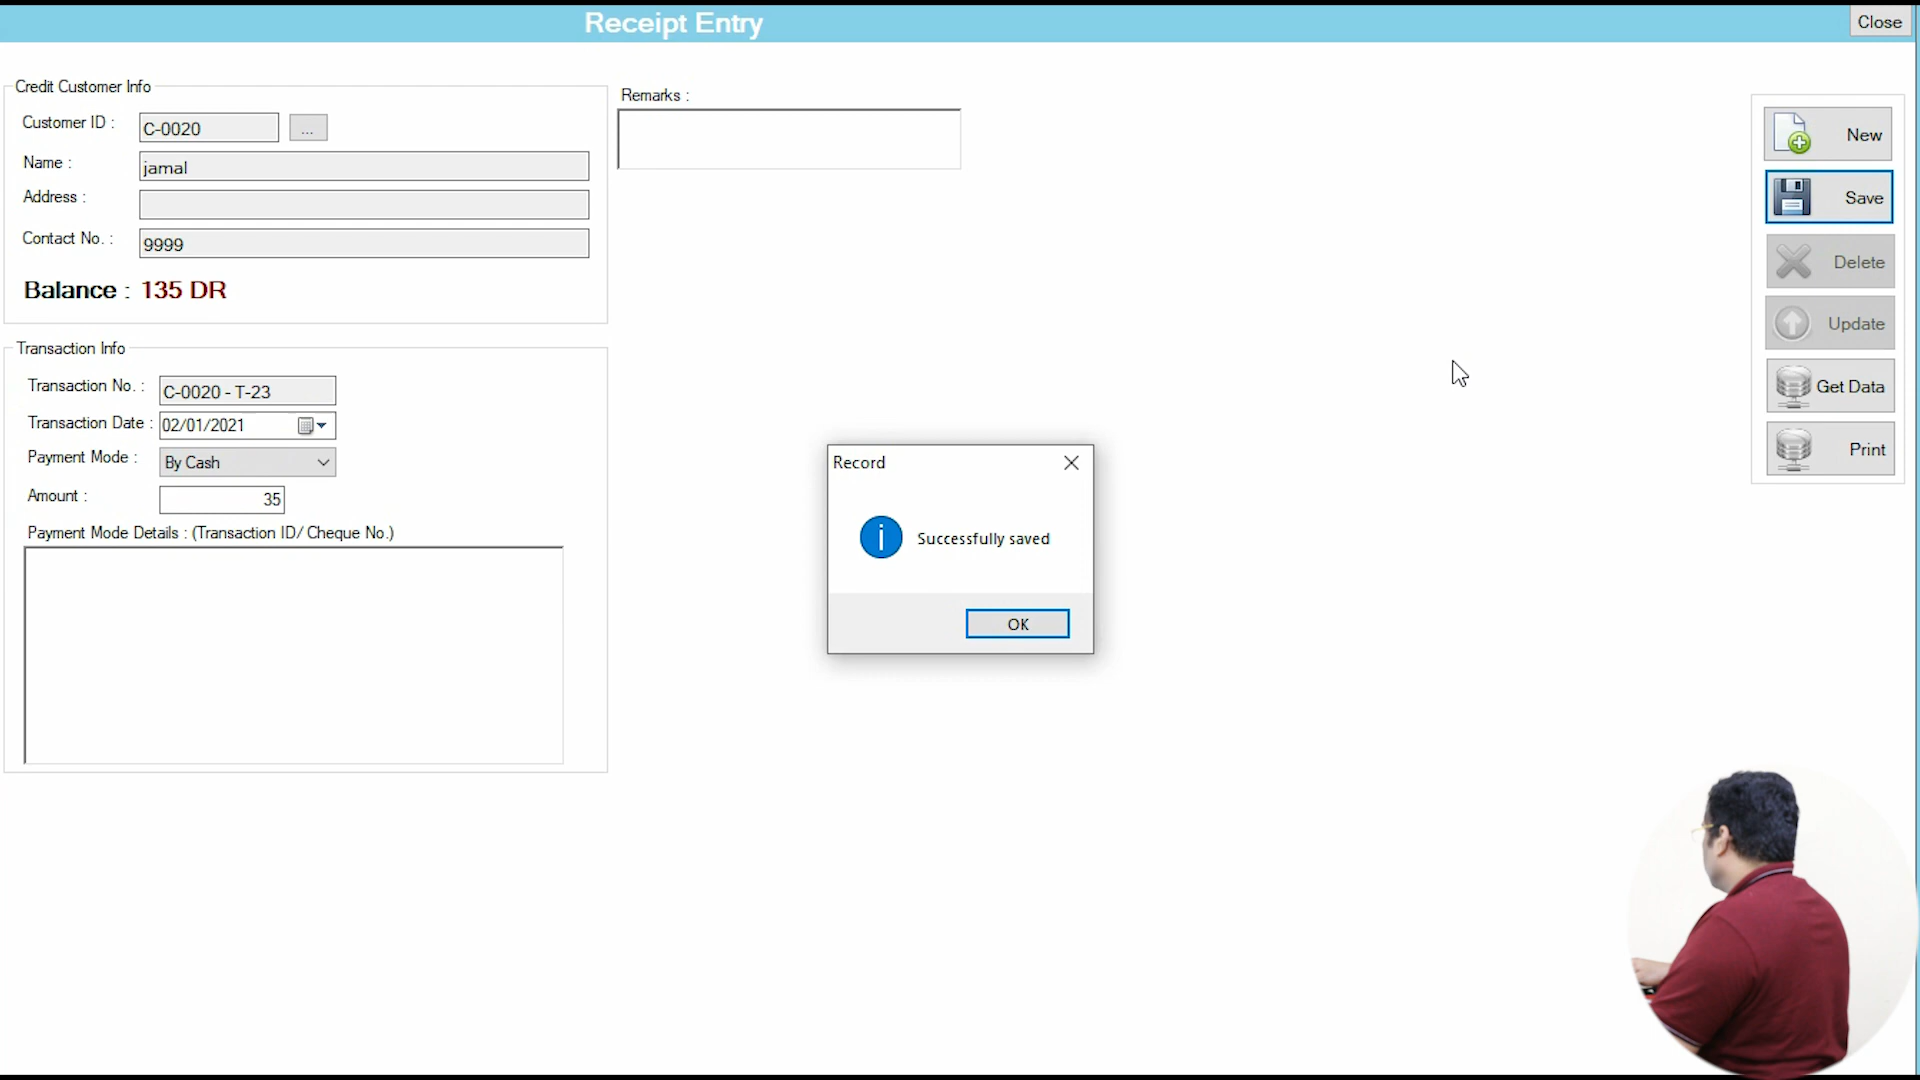 Receipt Entry
Close
Credit Customer Info
Customer ID :
C-0020
...
Name :
jamal
Address :
Contact No. :
9999
Balance : 135 DR
Remarks :
New
Save
Delete
Update
Get Data
Print
Transaction Info
Transaction No. :
C-0020 - T-23
Transaction Date :
02/01/2021
Payment Mode :
By Cash
Amount :
35
Payment Mode Details : (Transaction ID/ Cheque No.)
Record
Successfully saved
OK